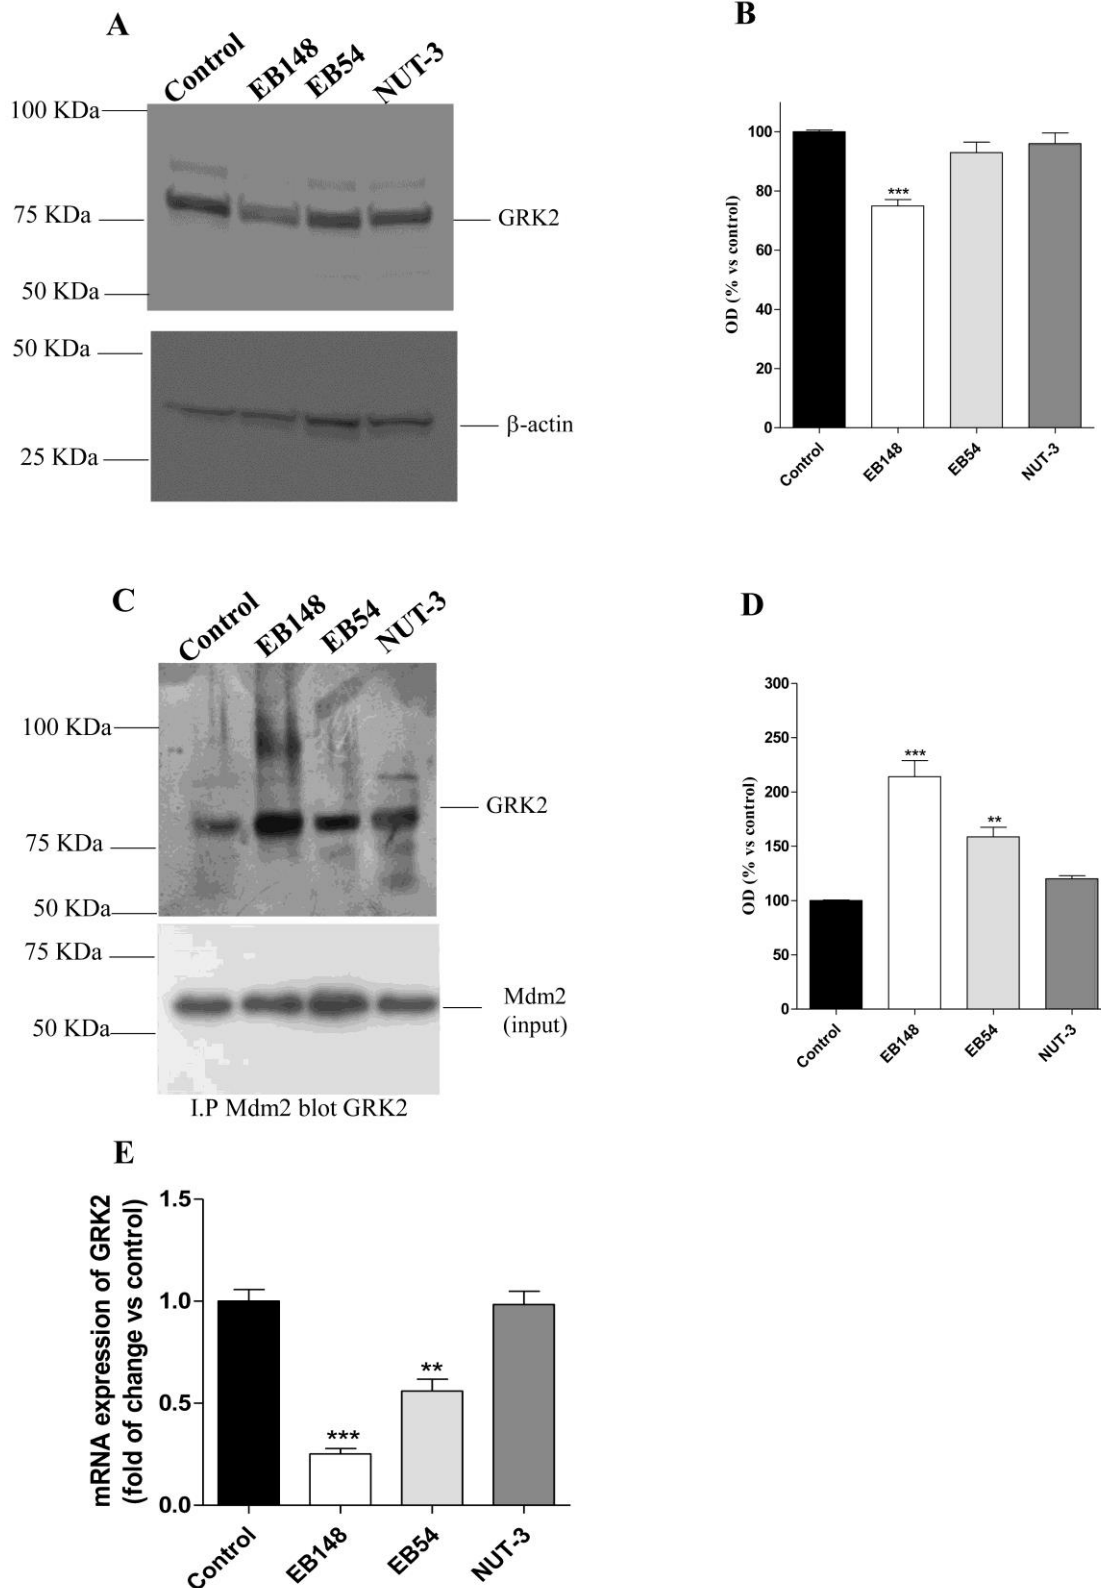 A
Control
EB148
EB54
NUT-3
100 KDa
75 KDa
50 KDa
GRK2
50 KDa
25 KDa
β-actin
B
OD (% vs control)
100
80
60
40
20
0
***
Control
EB148
EB54
NUT-3
C
Control
EB148
EB54
NUT-3
100 KDa
75 KDa
50 KDa
GRK2
75 KDa
50 KDa
Mdm2
(input)
I.P Mdm2 blot GRK2
D
OD (% vs control)
300
250
200
150
100
50
0
***
**
Control
EB148
EB54
NUT-3
E
mRNA expression of GRK2
(fold of change vs control)
1.5
1.0
0.5
0.0
***
**
Control
EB148
EB54
NUT-3